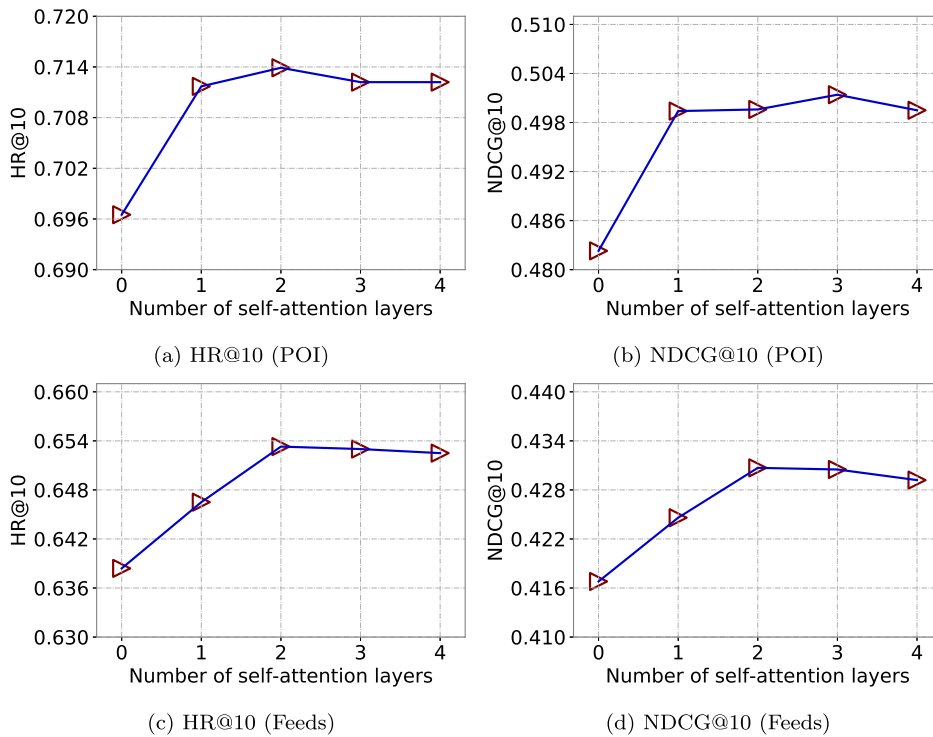 0.720
0.714
0.708
0.702
0.696
0.690
HR@10
0 1 2 3 4
Number of self-attention layers
(a) HR@10 (POI)
0.510
0.504
0.498
0.492
0.486
0.480
NDCG@10
0 1 2 3 4
Number of self-attention layers
(b) NDCG@10 (POI)
0.660
0.654
0.648
0.642
0.636
0.630
HR@10
0 1 2 3 4
Number of self-attention layers
(c) HR@10 (Feeds)
0.440
0.434
0.428
0.422
0.416
0.410
NDCG@10
0 1 2 3 4
Number of self-attention layers
(d) NDCG@10 (Feeds)